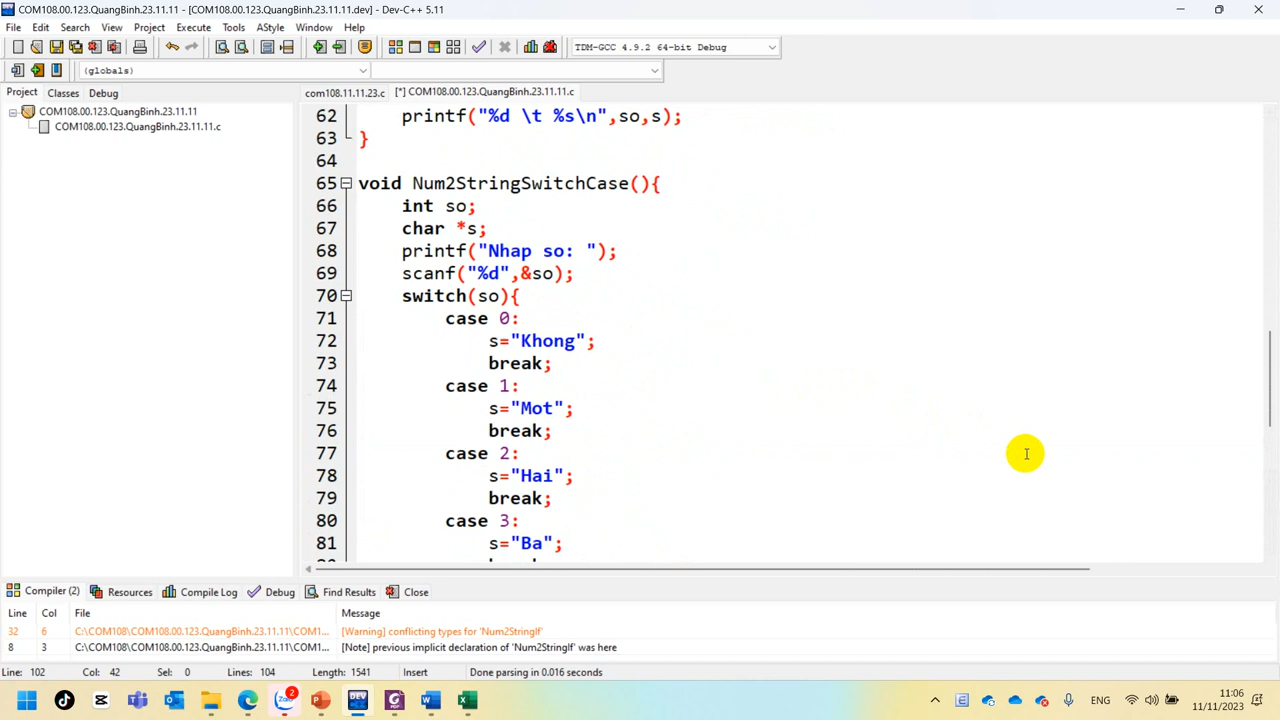 COM108.00.123.QuangBinh.23.11.11 - [COM108.00.123.QuangBinh.23.11.11.dev] - Dev-C++ 5.11
File Edit Search View Project Execute Tools AStyle Window Help
TDM-GCC 4.9.2 64-bit Debug
(globals)
Project Classes Debug
com108.11.11.23.c [*] COM108.00.123.QuangBinh.23.11.11.c
COM108.00.123.QuangBinh.23.11.11
COM108.00.123.QuangBinh.23.11.11.c
62 printf("%d \t %s\n",so,s);
63 }
64
65 void Num2StringSwitchCase(){
66 int so;
67 char *s;
68 printf("Nhap so: ");
69 scanf("%d",&so);
70 switch(so){
71 case 0:
72 s="Khong";
73 break;
74 case 1:
75 s="Mot";
76 break;
77 case 2:
78 s="Hai";
79 break;
80 case 3:
81 s="Ba";
Compiler (2) Resources Compile Log Debug Find Results Close
Line Col File Message
32 6 C:\COM108\COM108.00.123.QuangBinh.23.11.11\COM1... [Warning] conflicting types for 'Num2StringIf'
8 3 C:\COM108\COM108.00.123.QuangBinh.23.11.11\COM1... [Note] previous implicit declaration of 'Num2StringIf' was here
Line: 102 Col: 42 Sel: 0 Lines: 104 Length: 1541 Insert Done parsing in 0.016 seconds
Zalo 2 DEV ENG 11:06
11/11/2023